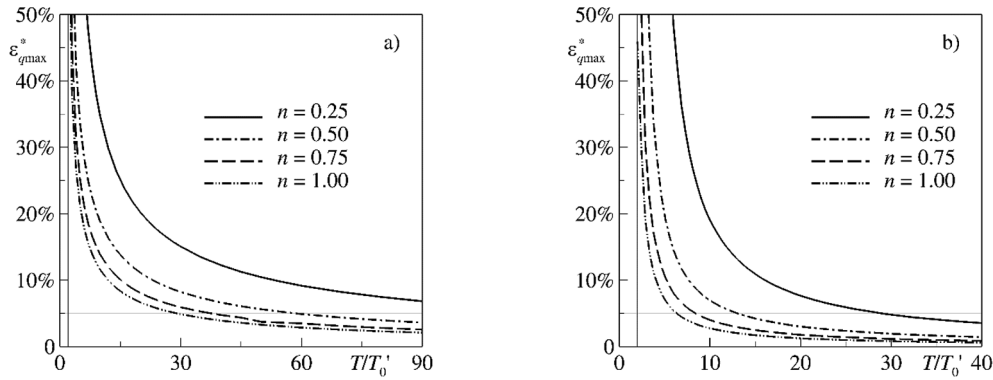 50%
ε*qmax
40%
30%
20%
10%
0
0
30
60
T/T0'
90
a)
n = 0.25
n = 0.50
n = 0.75
n = 1.00
50%
ε*qmax
40%
30%
20%
10%
0
0
10
20
30
T/T0'
40
b)
n = 0.25
n = 0.50
n = 0.75
n = 1.00